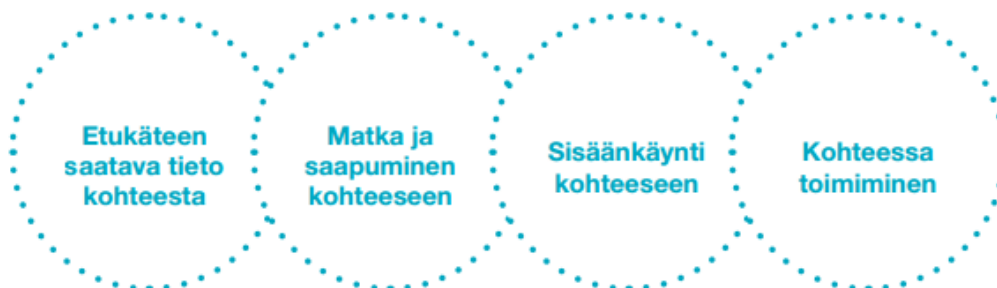 Etukäteen
saatava tieto
kohteesta
Matka ja
saapuminen
kohteeseen
Sisäänkäynti
kohteeseen
Kohteessa
toimiminen